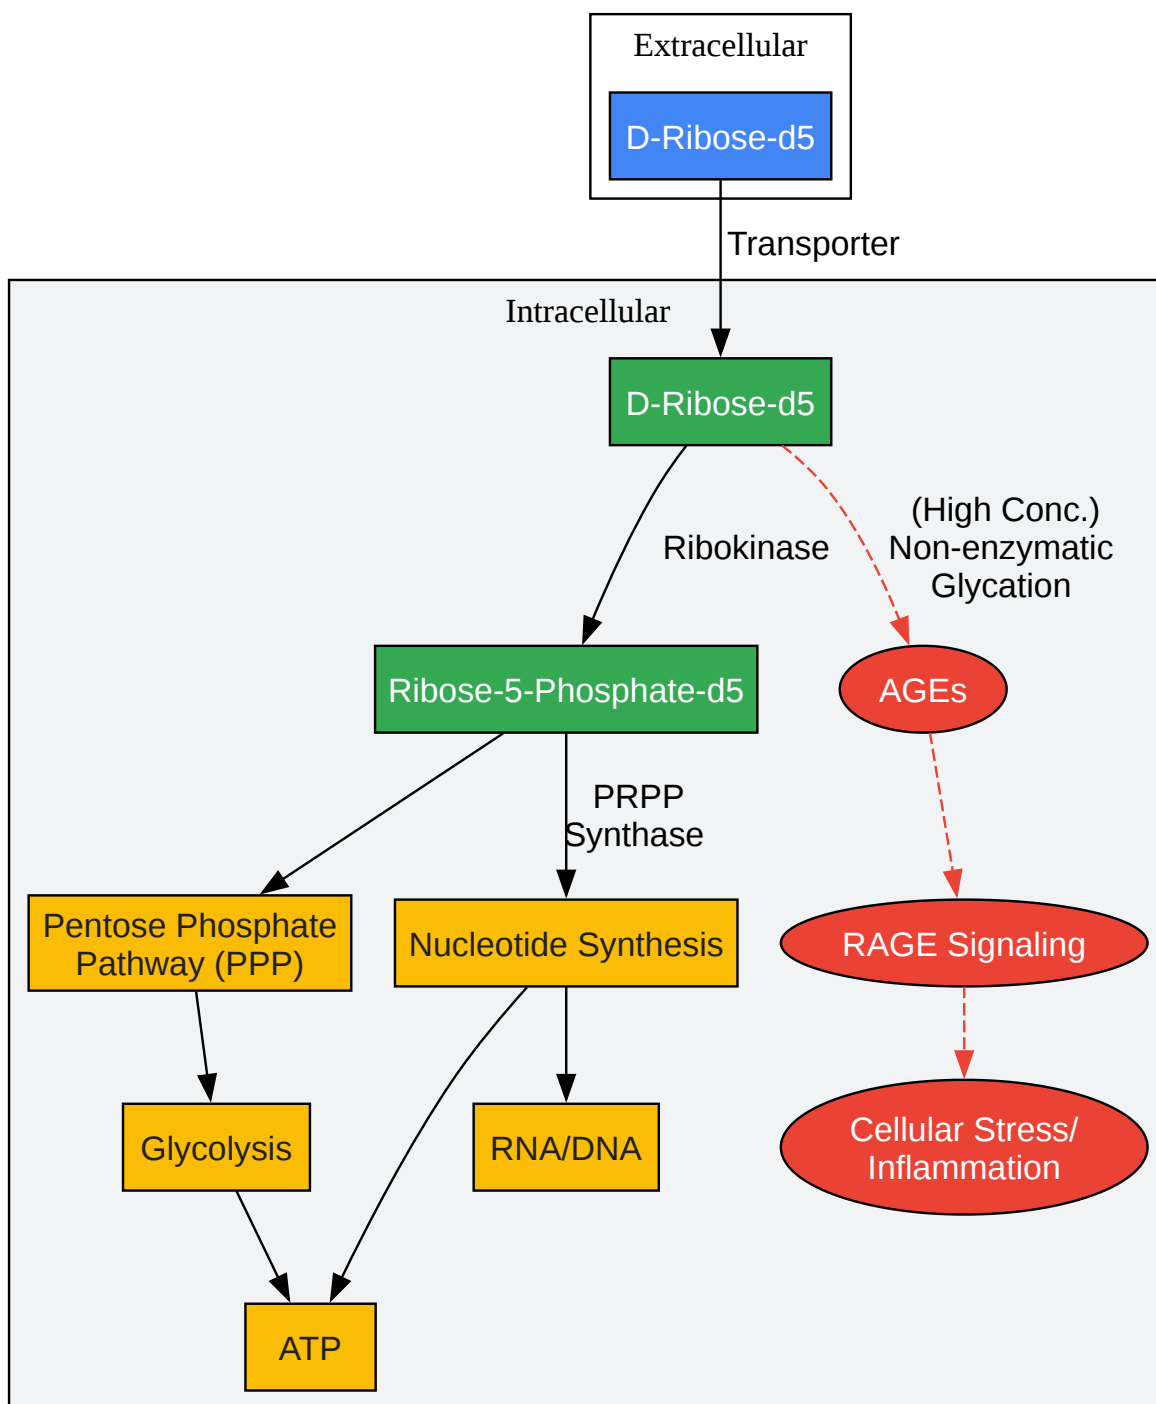 Extracellular
D-Ribose-d5
Transporter
Intracellular
D-Ribose-d5
Ribokinase
(High Conc.)
Non-enzymatic
Glycation
Ribose-5-Phosphate-d5
AGEs
PRPP
Synthase
Pentose Phosphate
Pathway (PPP)
Nucleotide Synthesis
RAGE Signaling
Glycolysis
RNA/DNA
Cellular Stress/
Inflammation
ATP